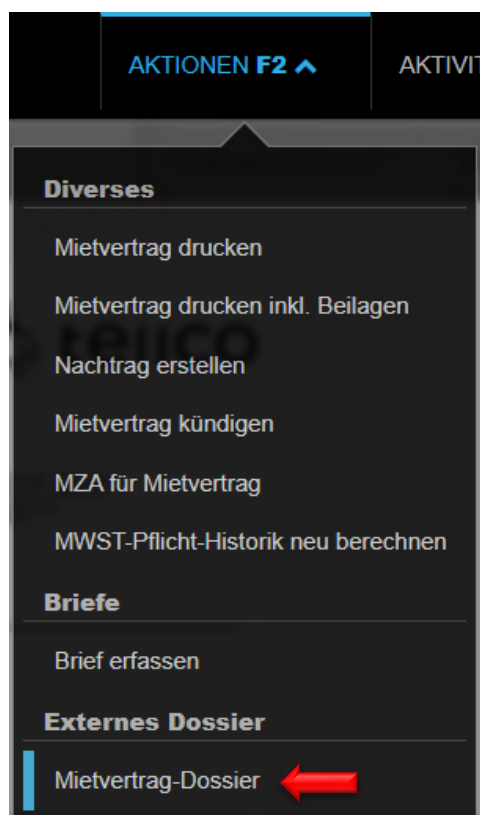 AKTIONEN F2 AKTIVIT
Diverses
Mietvertrag drucken
Mietvertrag drucken inkl. Beilagen
Nachtrag erstellen
Mietvertrag kündigen
MZA für Mietvertrag
MWST-Pflicht-Historik neu berechnen
Briefe
Brief erfassen
Externes Dossier
Mietvertrag-Dossier